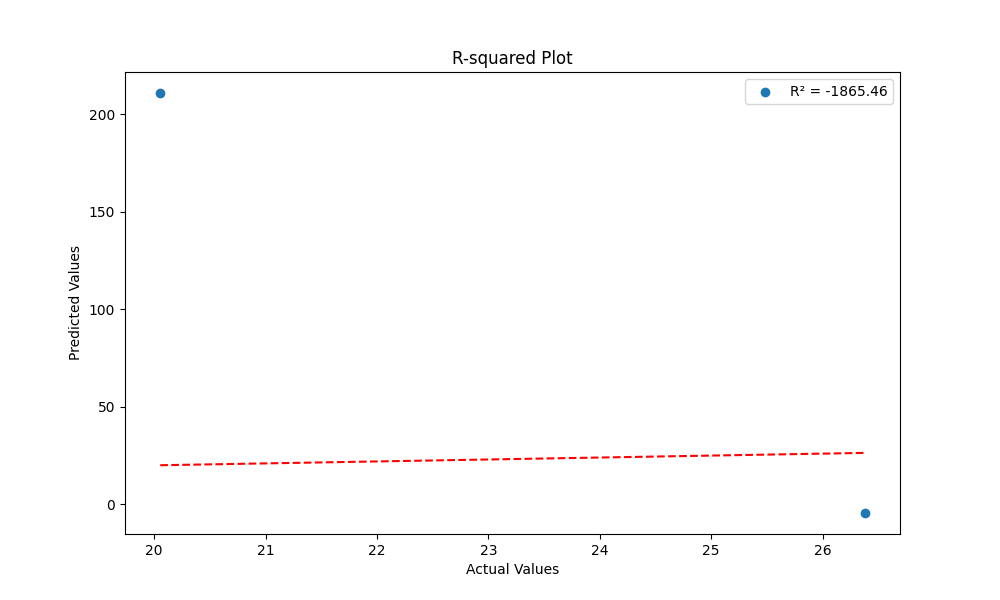 R-squared Plot
R² = -1865.46
Predicted Values
200
150
100
50
0
20 21 22 23 24 25 26
Actual Values